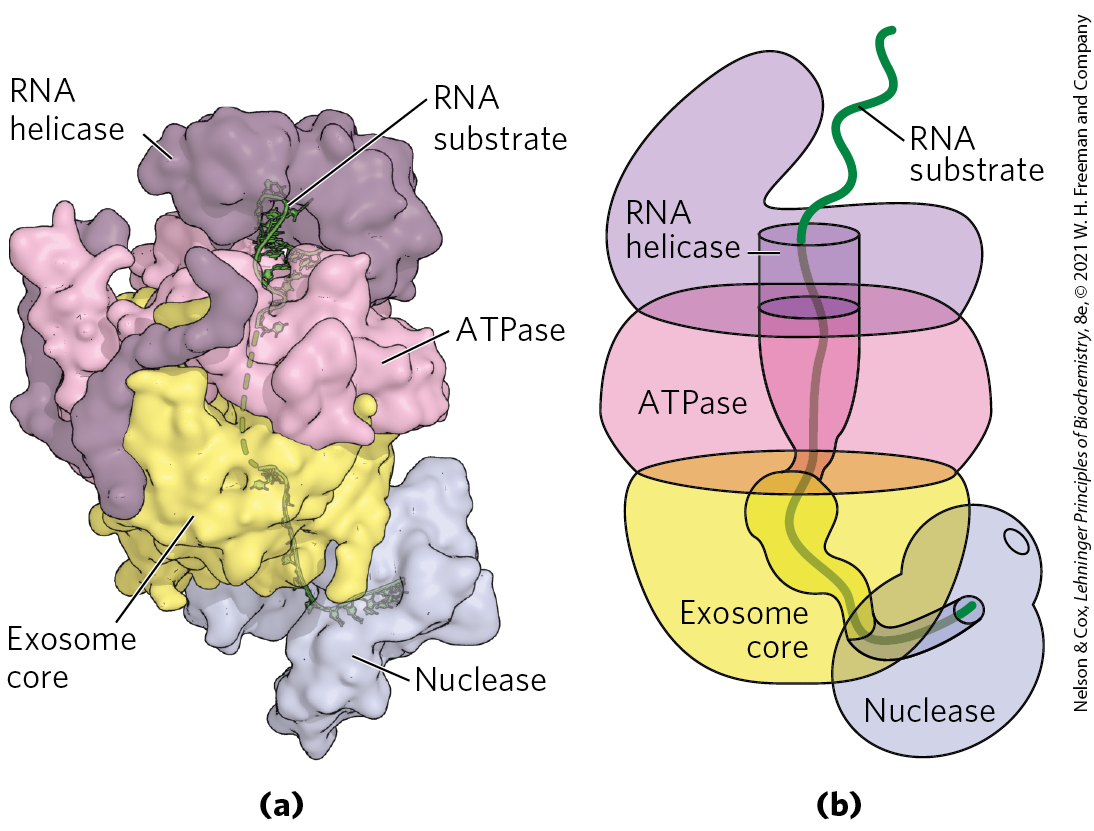 RNA
helicase
RNA
substrate
ATPase
Exosome
core
Nuclease
(a)
RNA
substrate
RNA
helicase
ATPase
Exosome
core
Nuclease
(b)
Nelson & Cox, Lehninger Principles of Biochemistry, 8e, © 2021 W. H. Freeman and Company